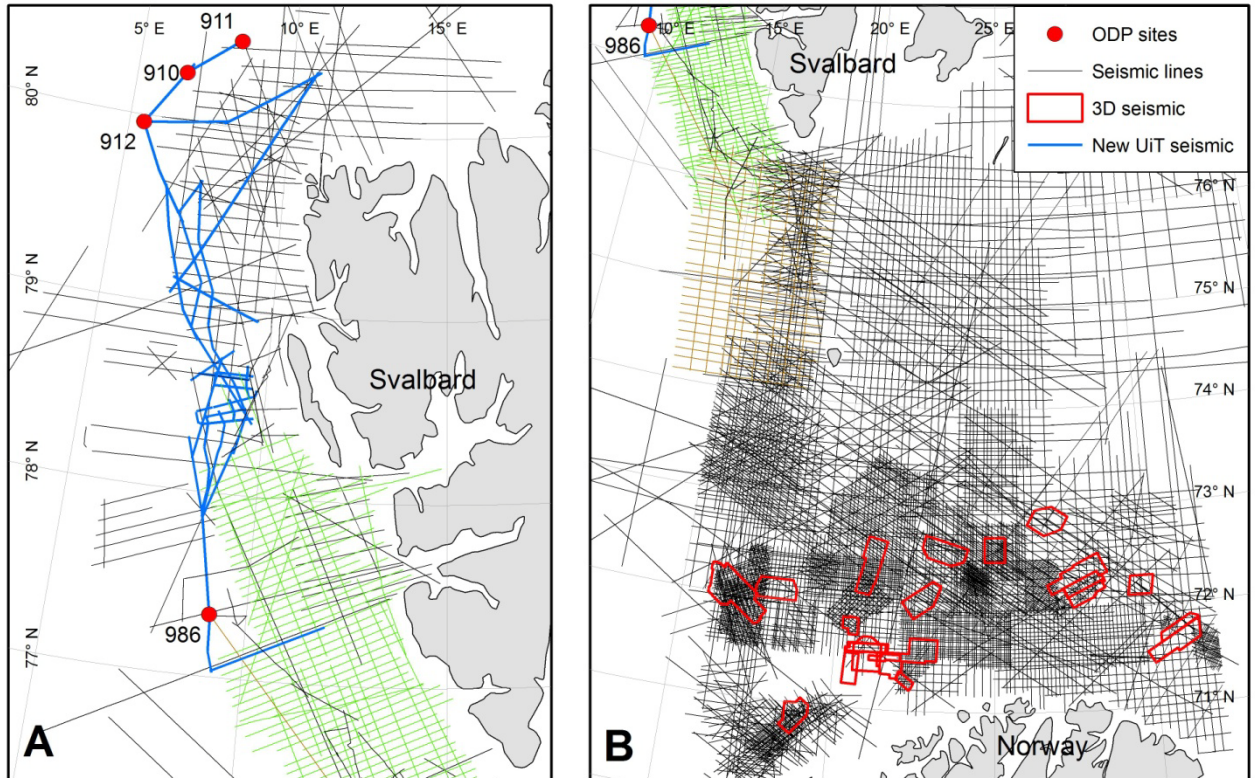 911
5° E
10° E
15° E
80° N
910
912
79° N
Svalbard
78° N
986
77° N
A
10° E
15° E
20° E
25° E
986
Svalbard
ODP sites
Seismic lines
3D seismic
New UiT seismic
76° N
75° N
74° N
73° N
72° N
71° N
B
Norway